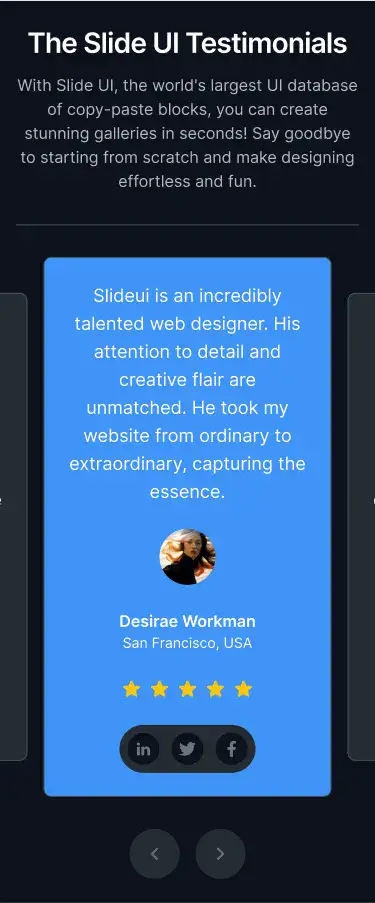 The Slide UI Testimonials
With Slide UI, the world's largest UI database
of copy-paste blocks, you can create
stunning galleries in seconds! Say goodbye
to starting from scratch and make designing
effortless and fun.
Slideui is an incredibly
talented web designer. His
attention to detail and
creative flair are
unmatched. He took my
website from ordinary to
extraordinary, capturing the
essence.
Desirae Workman
San Francisco, USA
in
f